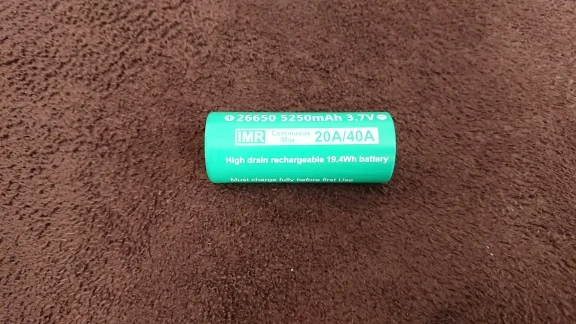 26650 5250mAh 3.7V
IMR Continuous /Max 20A/40A
High drain rechargeable 19.4Wh battery
Must charge fully before first Use